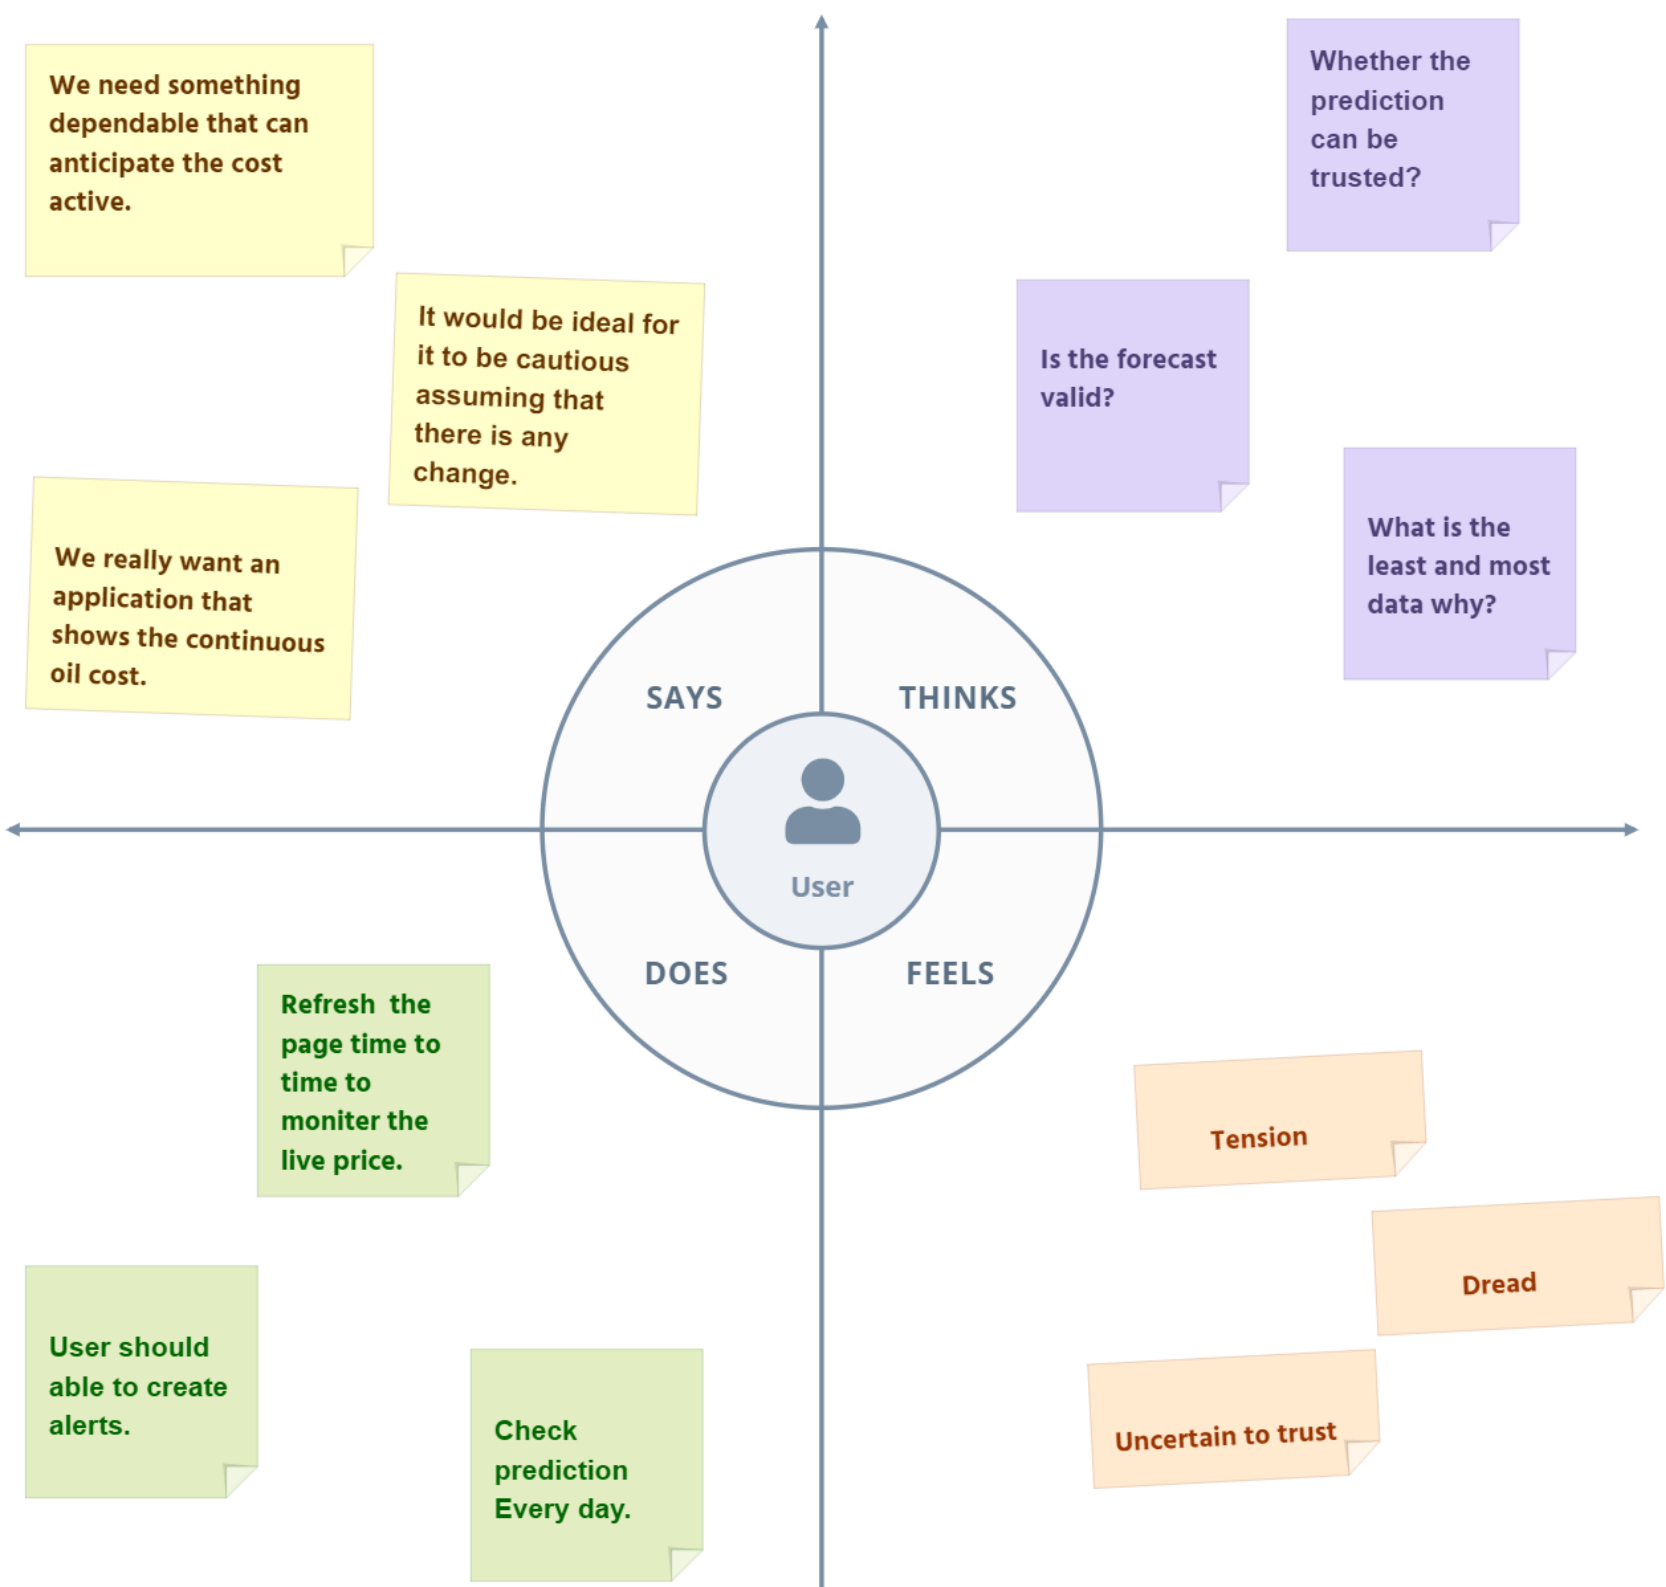 We need something
dependable that can
anticipate the cost
active.
It would be ideal for
it to be cautious
assuming that
there is any
change.
We really want an
application that
shows the continuous
oil cost.
Whether the
prediction
can be
trusted?
Is the forecast
valid?
What is the
least and most
data why?
SAYS
THINKS
User
DOES
FEELS
Refresh  the
page time to
time to
moniter the
live price.
User should
able to create
alerts.
Check
prediction
Every day.
Tension
Dread
Uncertain to trust